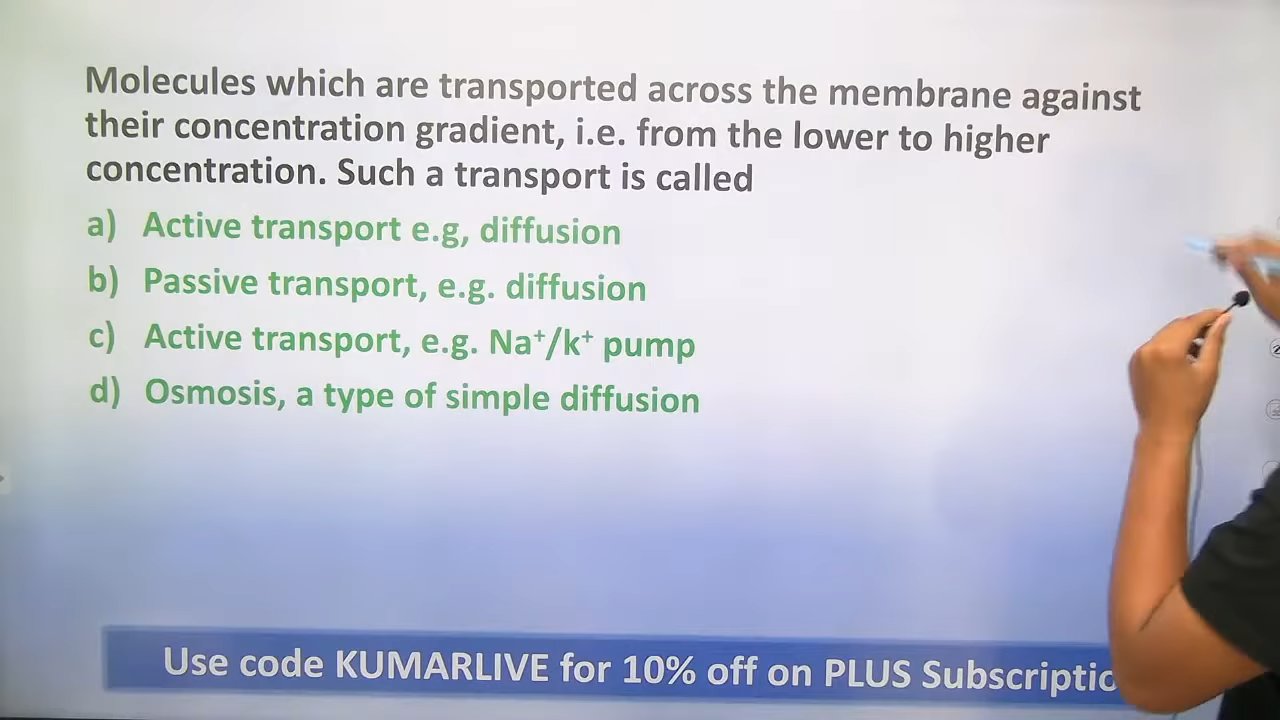 Molecules which are transported across the membrane against
their concentration gradient, i.e. from the lower to higher
concentration. Such a transport is called
a) Active transport e.g, diffusion
b) Passive transport, e.g. diffusion
c) Active transport, e.g. Na⁺/k⁺ pump
d) Osmosis, a type of simple diffusion
Use code KUMARLIVE for 10% off on PLUS Subscriptio